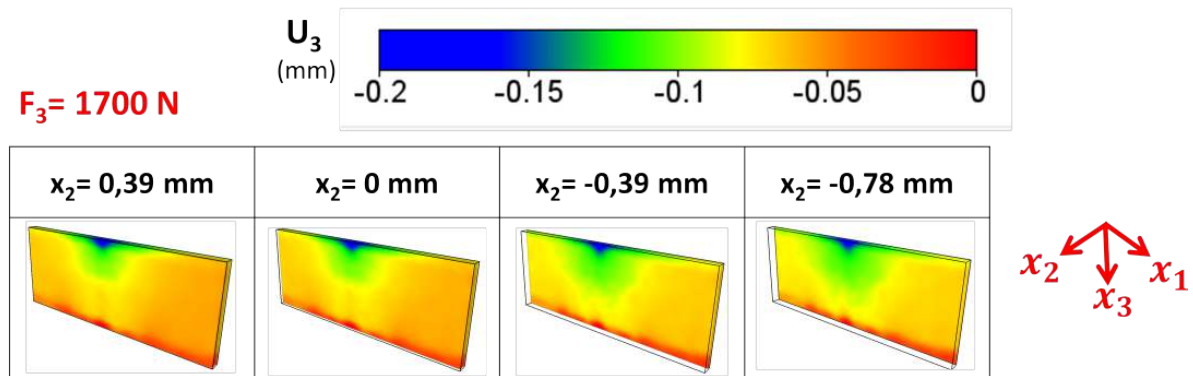 U₃
(mm)
-0.2 -0.15 -0.1 -0.05 0
F₃= 1700 N
x₂= 0,39 mm x₂= 0 mm x₂= -0,39 mm x₂= -0,78 mm
x₂ x₃ x₁